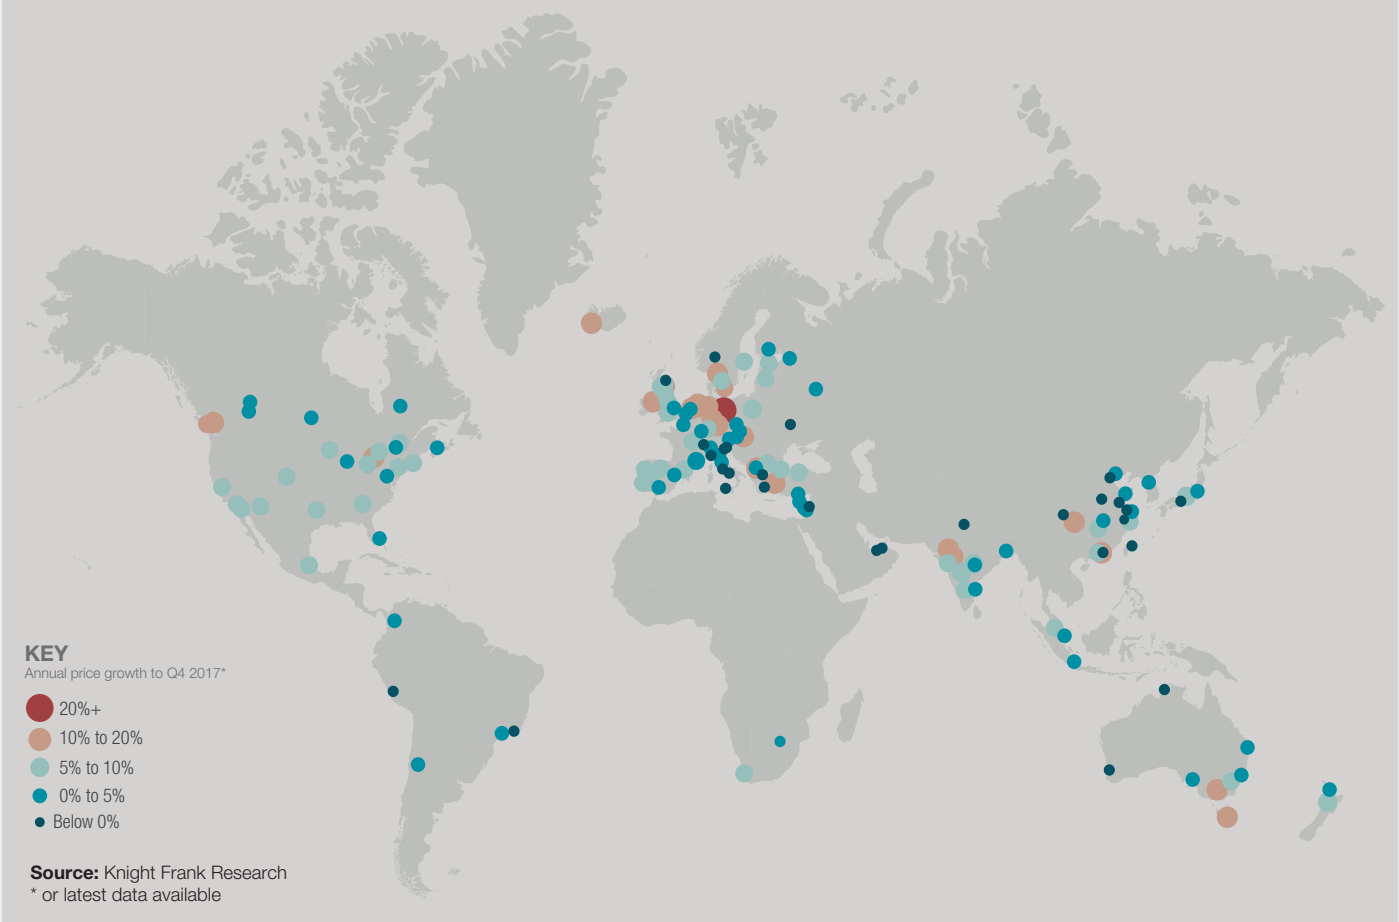 KEY
Annual price growth to Q4 2017*
20%+
10% to 20%
5% to 10%
0% to 5%
Below 0%
Source: Knight Frank Research
* or latest data available